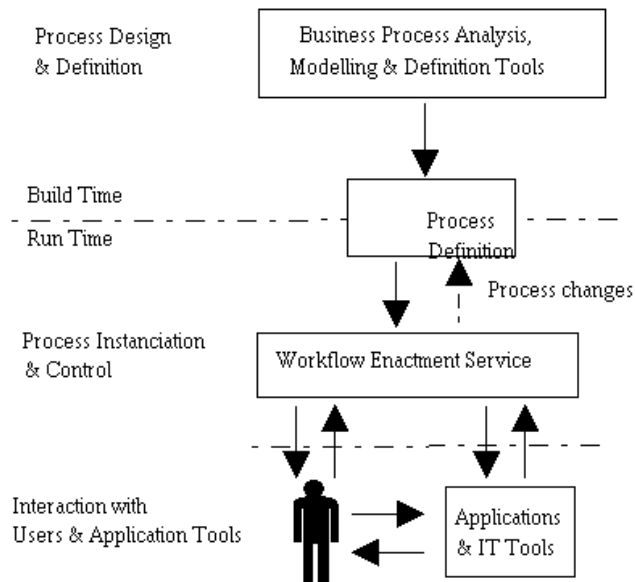 Process Design
& Definition
Business Process Analysis,
Modelling & Definition Tools
Build Time
Run Time
Process
Definition
Process changes
Process Instanciation
& Control
Workflow Enactment Service
Interaction with
Users & Application Tools
Applications
& IT Tools